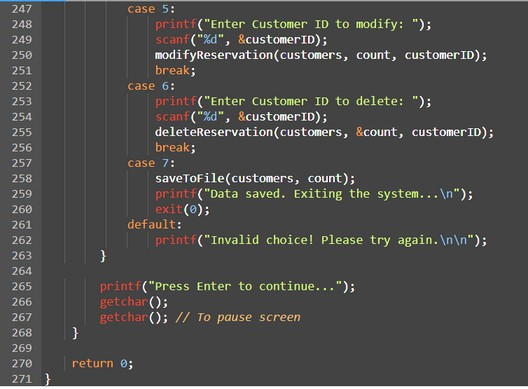 247 case 5:
248 printf("Enter Customer ID to modify: ");
249 scanf("%d", &customerID);
250 modifyReservation(customers, count, customerID);
251 break;
252 case 6:
253 printf("Enter Customer ID to delete: ");
254 scanf("%d", &customerID);
255 deleteReservation(customers, &count, customerID);
256 break;
257 case 7:
258 saveToFile(customers, count);
259 printf("Data saved. Exiting the system...\n");
260 exit(0);
261 default:
262 printf("Invalid choice! Please try again.\n\n");
263 }
264
265 printf("Press Enter to continue...");
266 getchar();
267 getchar(); // To pause screen
268 }
269
270 return 0;
271 }